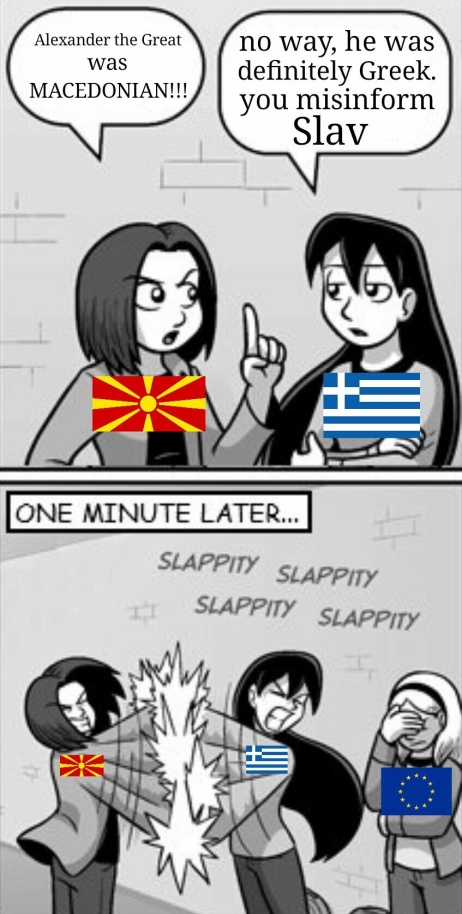 Alexander the Great
was
MACEDONIAN!!!
no way, he was
definitely Greek.
you misinform
Slav
ONE MINUTE LATER...
SLAPPITY SLAPPITY
SLAPPITY SLAPPITY